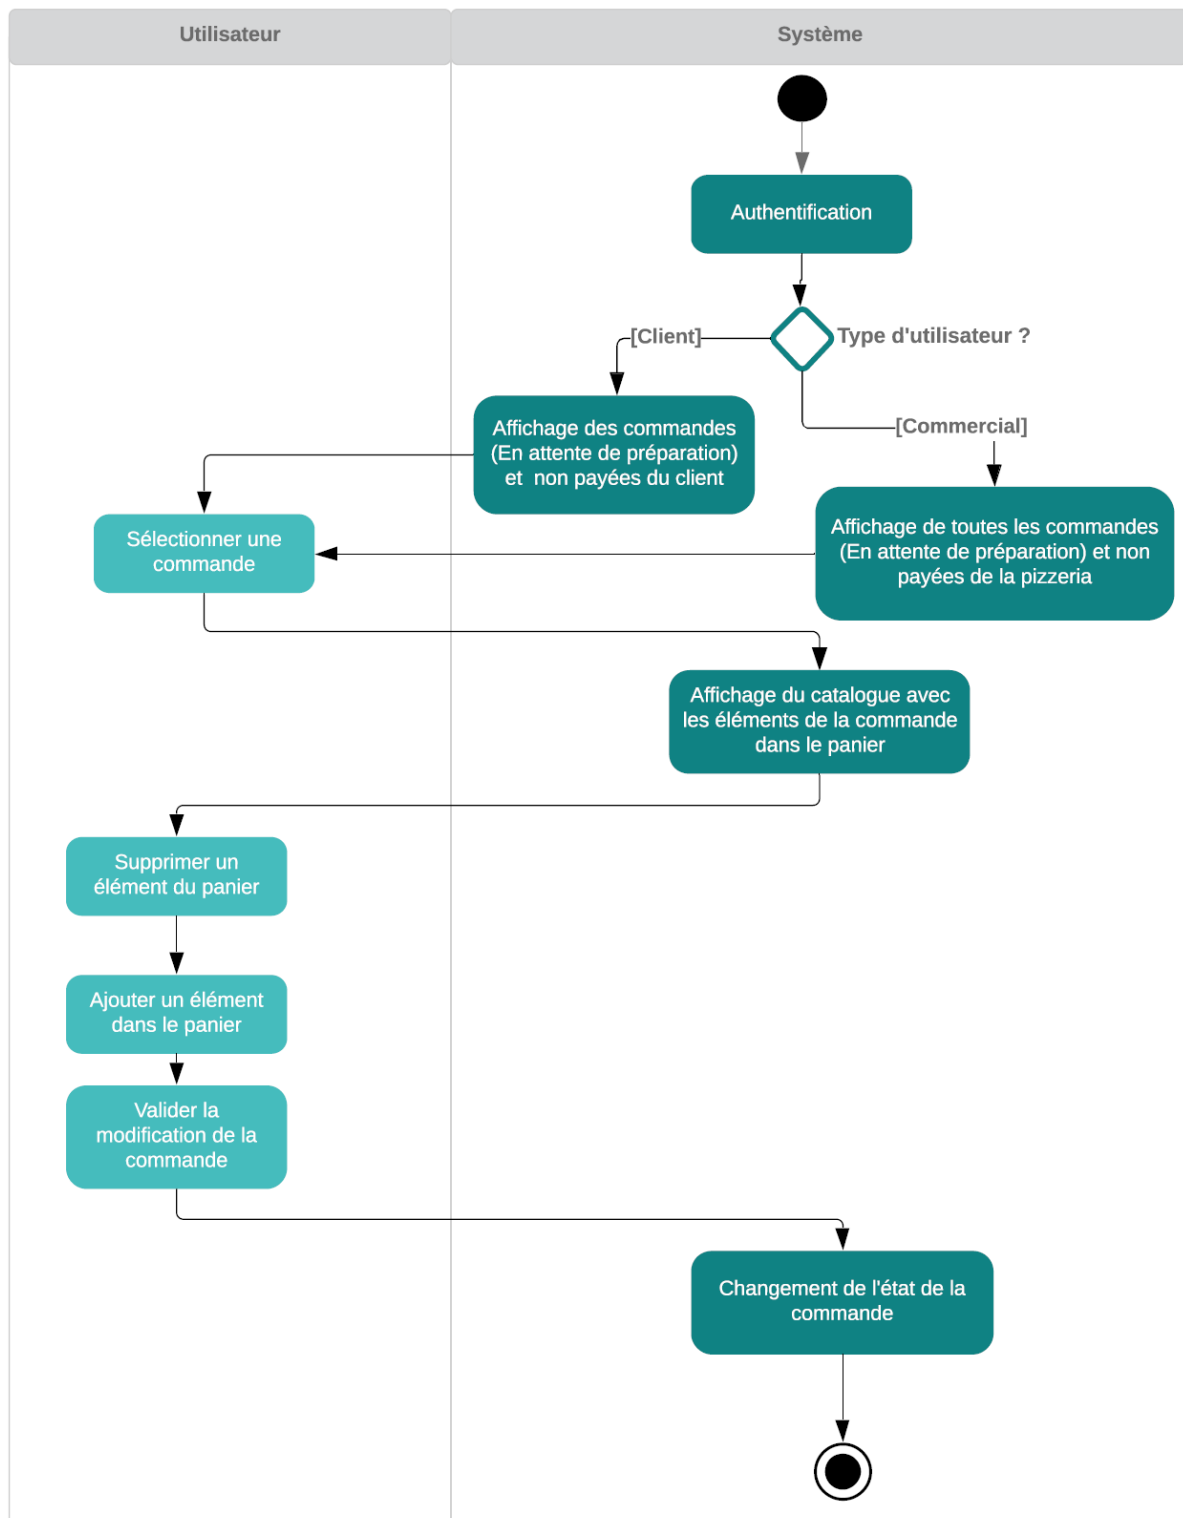 Utilisateur
Système
Authentification
Type d'utilisateur ?
[Client]
[Commercial]
Affichage des commandes
(En attente de préparation)
et non payées du client
Affichage de toutes les commandes
(En attente de préparation) et non
payées de la pizzeria
Sélectionner une
commande
Affichage du catalogue avec
les éléments de la commande
dans le panier
Supprimer un
élément du panier
Ajouter un élément
dans le panier
Valider la
modification de la
commande
Changement de l'état de la
commande